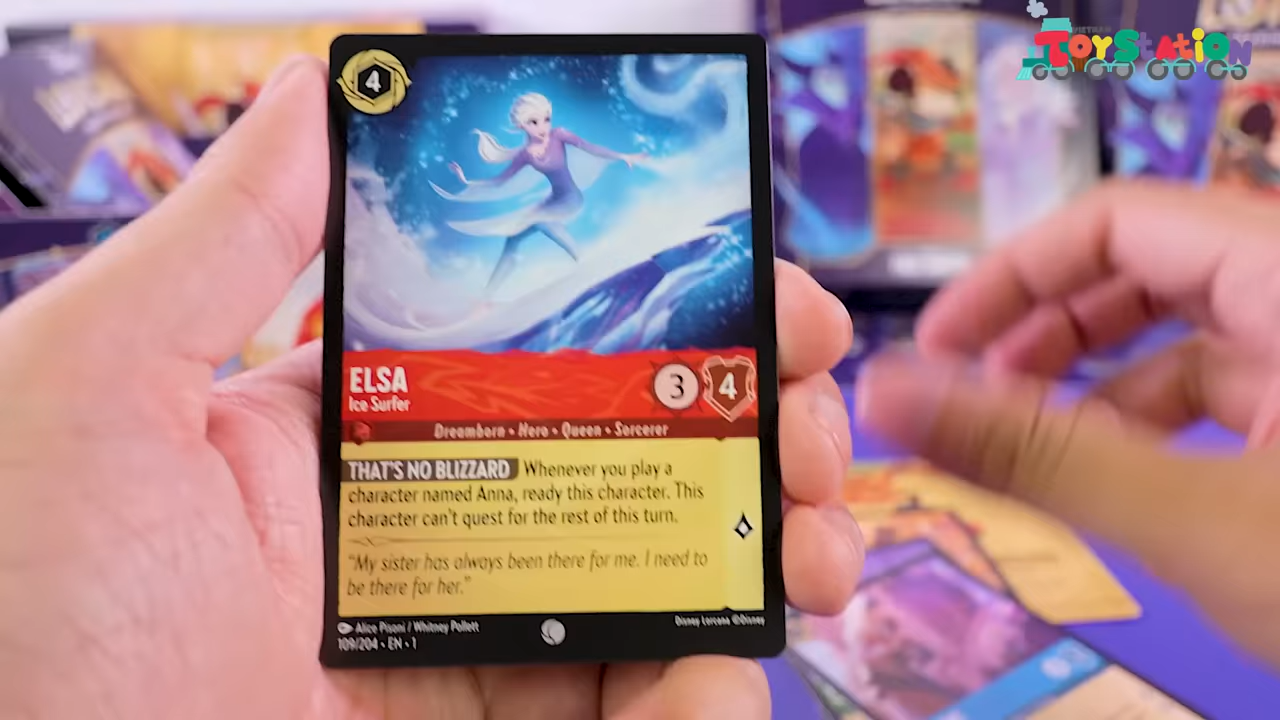 VIETNAM
TOYSTATION
4
ELSA
Ice Surfer
3 4
Dreamborn • Hero • Queen • Sorcerer
THAT'S NO BLIZZARD Whenever you play a
character named Anna, ready this character. This
character can't quest for the rest of this turn.
"My sister has always been there for me. I need to
be there for her."
Alice Pisoni / Whitney Pollett
Disney Lorcana ©Disney
109/204 • EN • 1